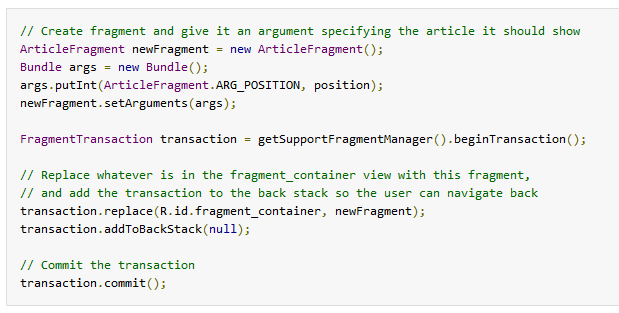 // Create fragment and give it an argument specifying the article it should show
ArticleFragment newFragment = new ArticleFragment();
Bundle args = new Bundle();
args.putInt(ArticleFragment.ARG_POSITION, position);
newFragment.setArguments(args);
FragmentTransaction transaction = getSupportFragmentManager().beginTransaction();
// Replace whatever is in the fragment_container view with this fragment,
// and add the transaction to the back stack so the user can navigate back
transaction.replace(R.id.fragment_container, newFragment);
transaction.addToBackStack(null);
// Commit the transaction
transaction.commit();